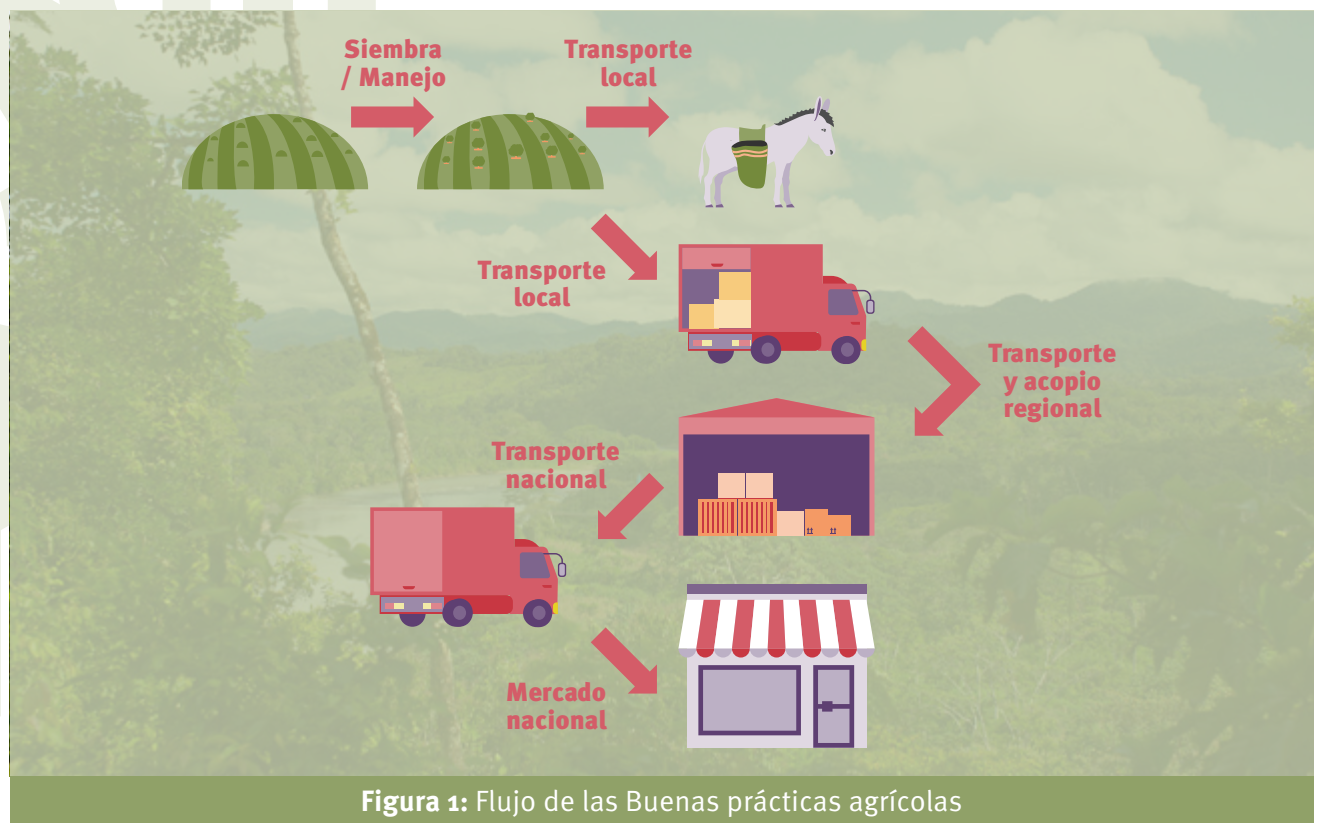 Siembra
/ Manejo
Transporte
local
Transporte
local
Transporte
y acopio
regional
Transporte
nacional
Mercado
nacional
Figura 1: Flujo de las Buenas prácticas agrícolas